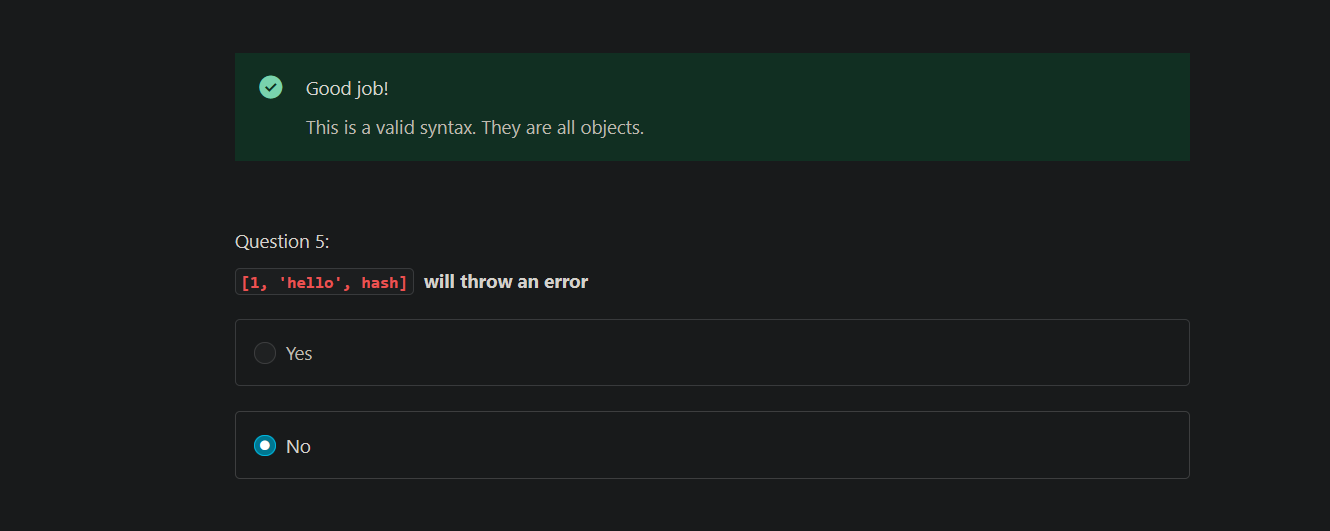 Good job!
This is a valid syntax. They are all objects.
Question 5:
[1, 'hello', hash] will throw an error
Yes
No